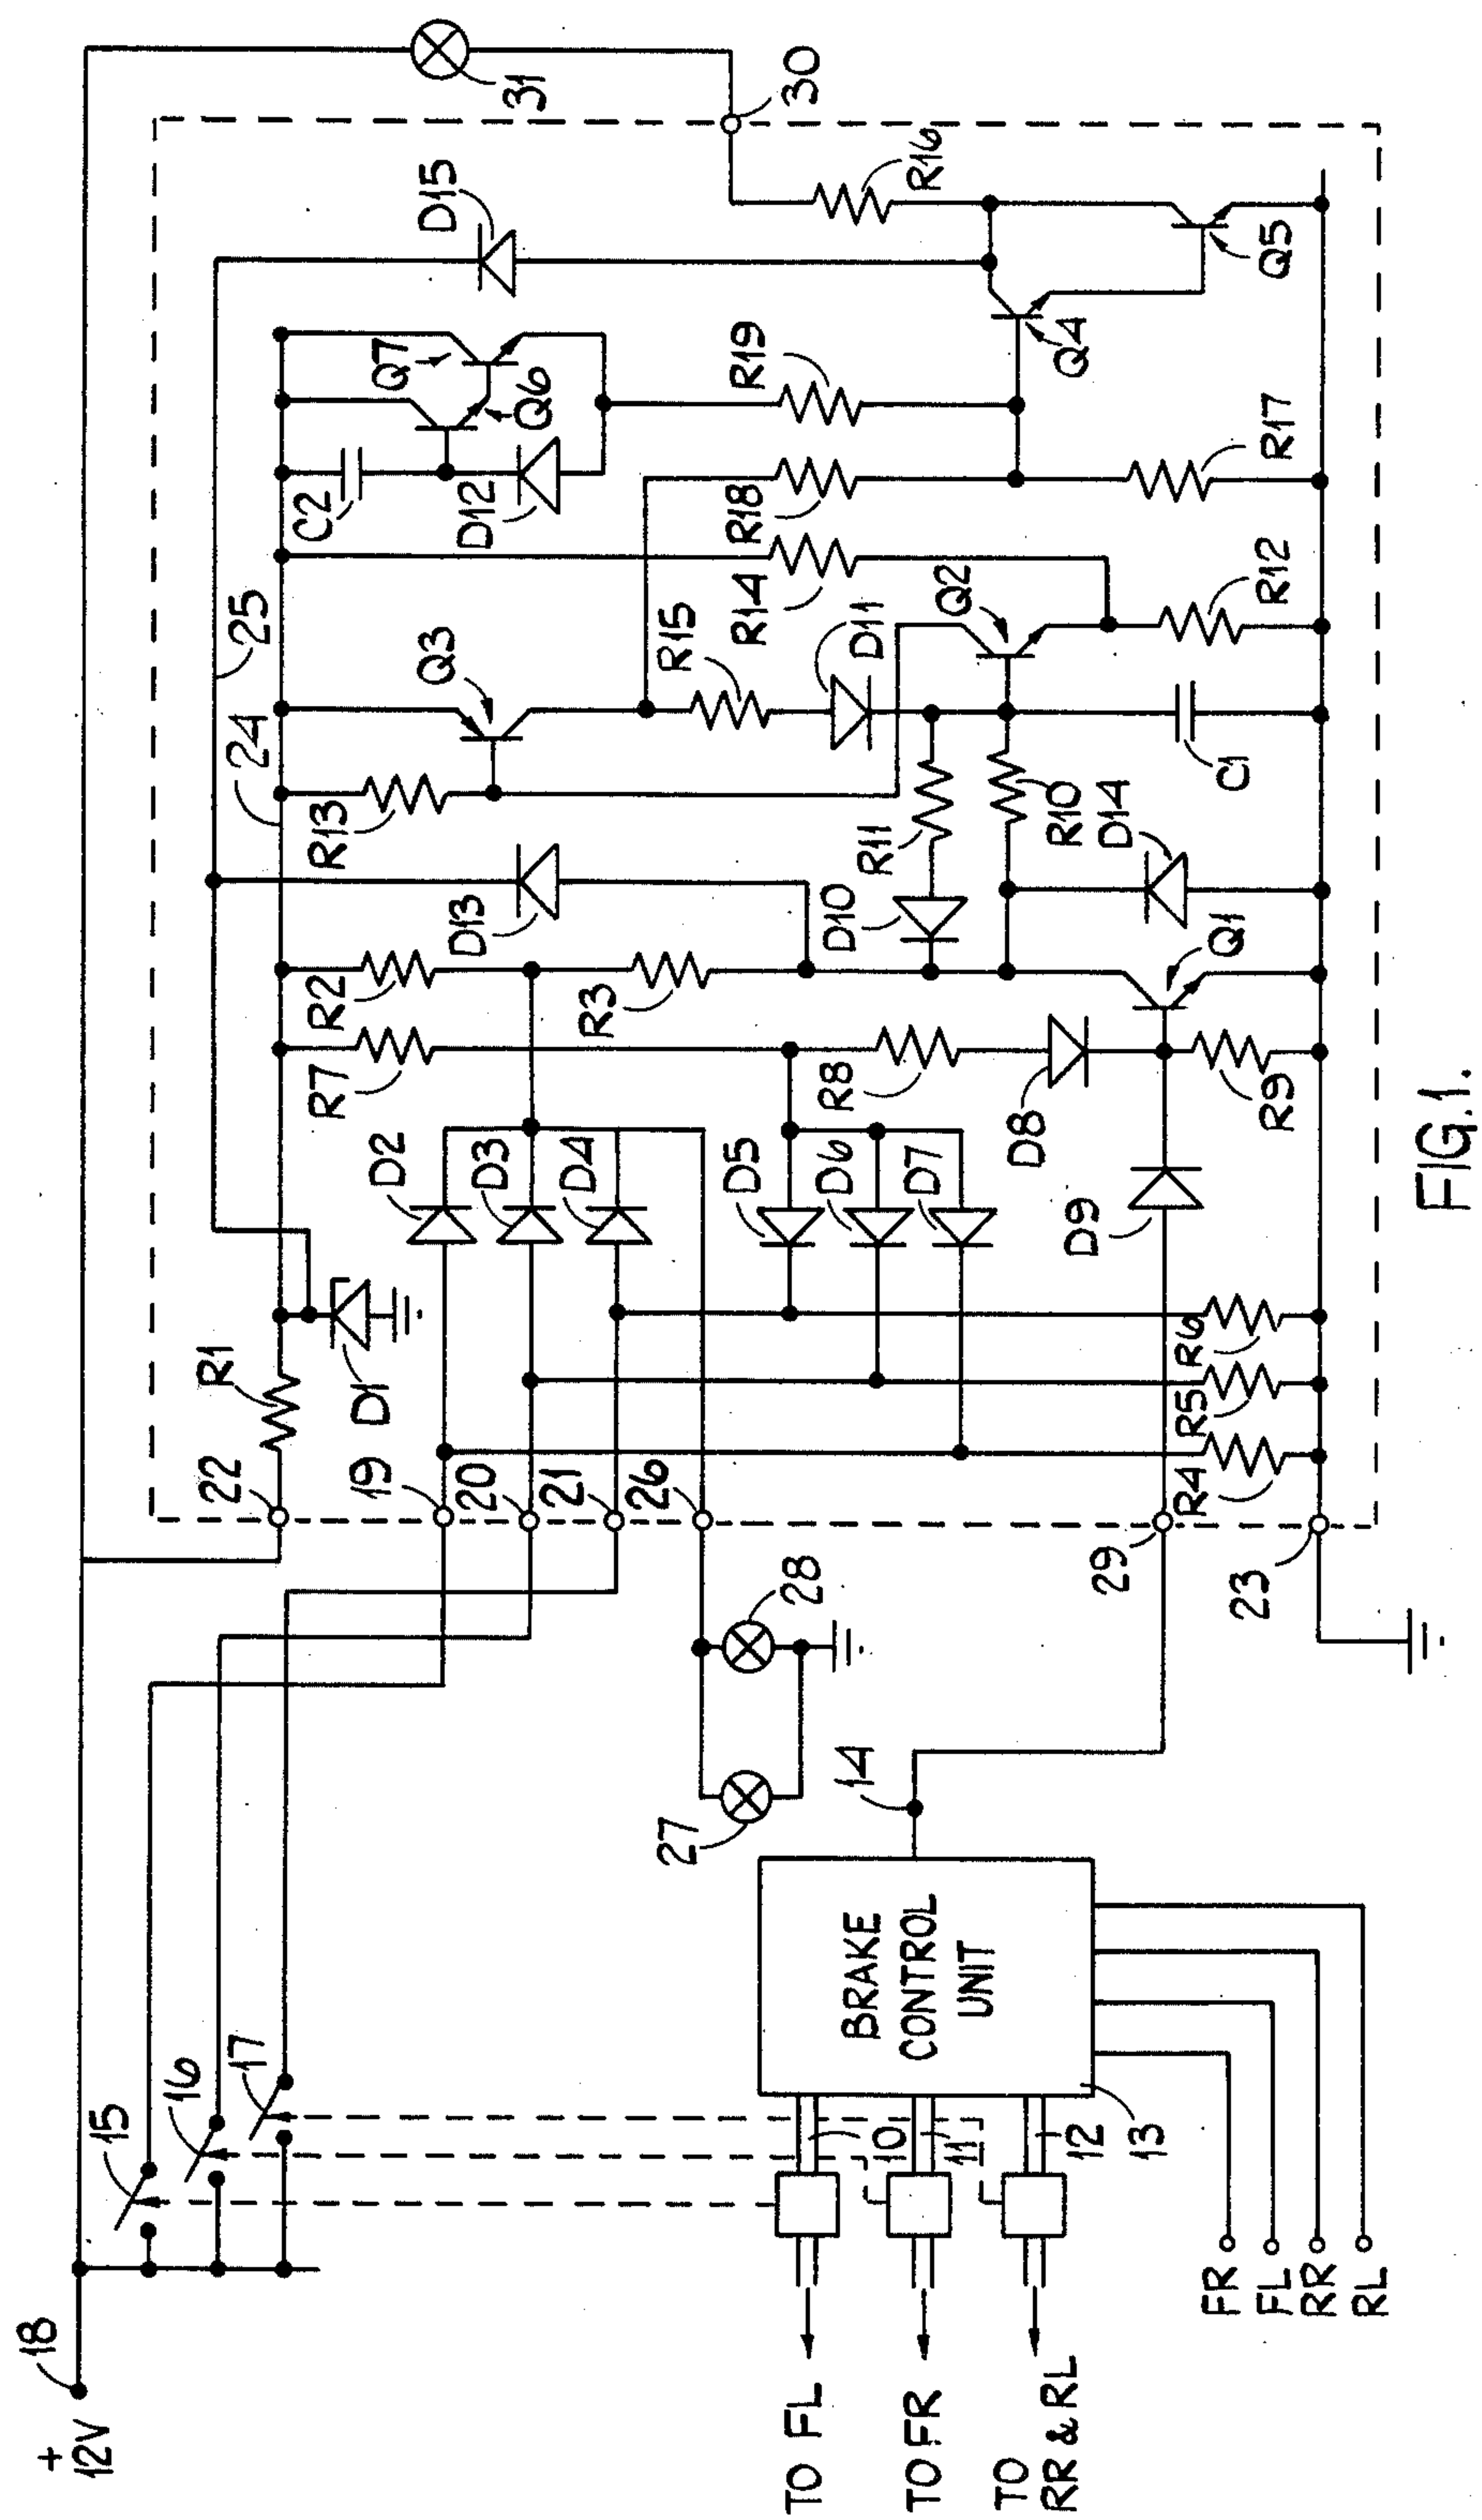 +
12V
18
15
16
17
TO FL
TO FR
TO
RR & RL
10
11
12
13
BRAKE
CONTROL
UNIT
FR
FL
RR
RL
14
27
28
22
19
20
21
26
29
23
R1
D1
D2
D3
D4
D5
D6
D7
D9
R4
R5
R6
R7
R2
R3
R8
D8
R9
D13
D10
Q1
R13
R11
R10
D14
24
25
Q3
R15
D11
C1
Q2
R14
R12
R18
C2
D12
Q6
Q7
R19
R17
Q4
D15
Q5
R16
30
31
FIG.1.